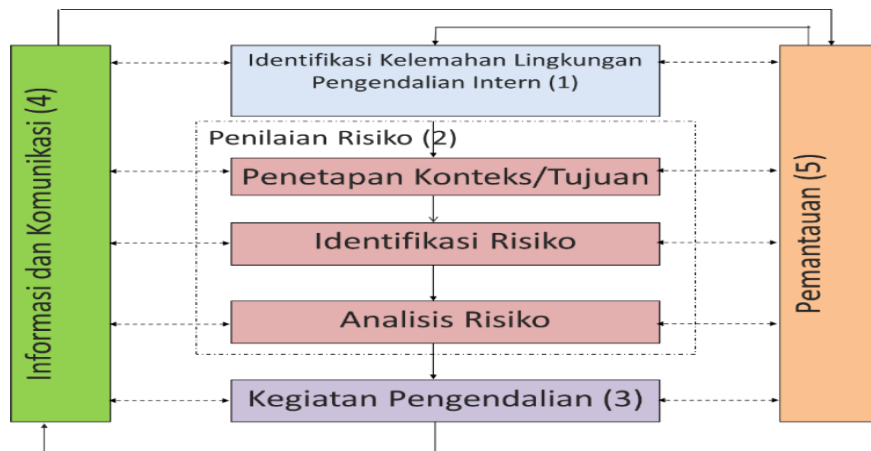 Informasi dan Komunikasi (4)
Identifikasi Kelemahan Lingkungan
Pengendalian Intern (1)
Penilaian Risiko (2)
Penetapan Konteks/Tujuan
Identifikasi Risiko
Analisis Risiko
Kegiatan Pengendalian (3)
Pemantauan (5)